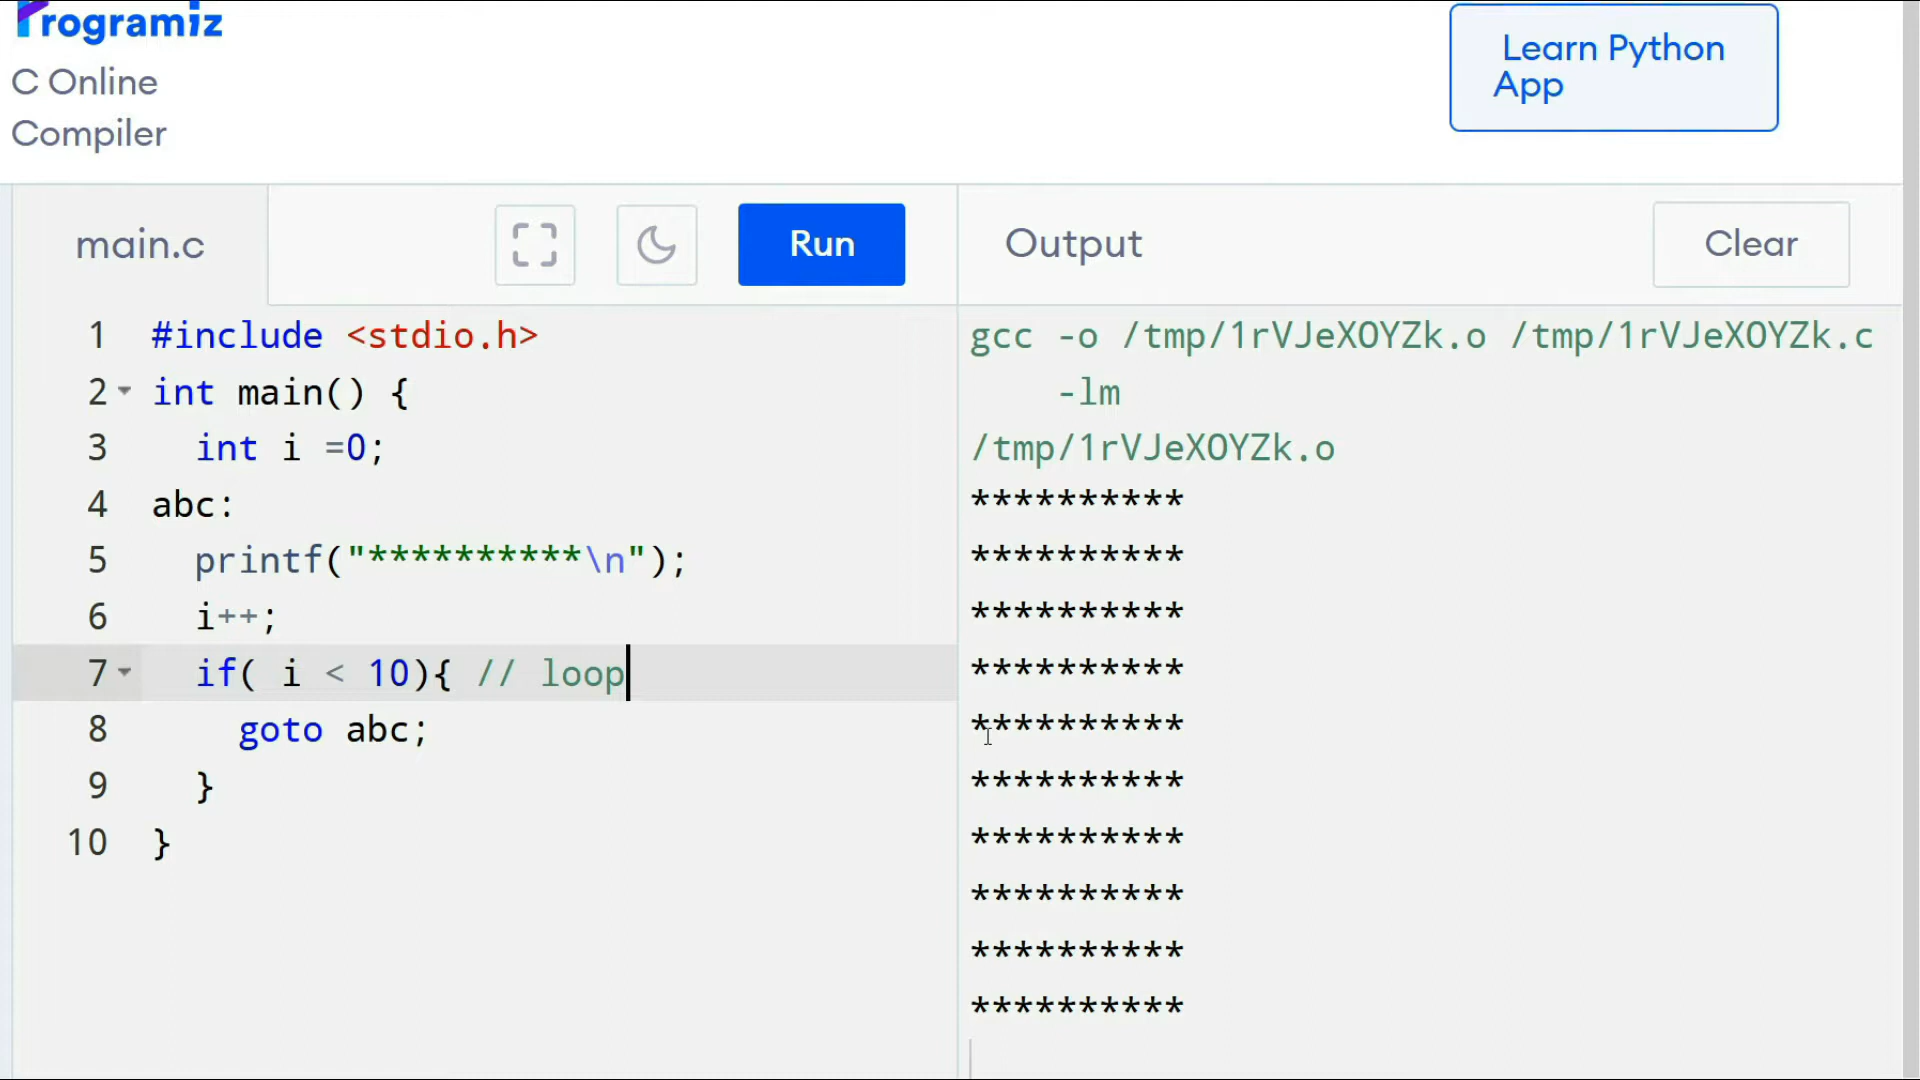 Programiz
C Online
Compiler
Learn Python
App
main.c
Run
Output
Clear
1 #include <stdio.h>
2 int main() {
3 int i =0;
4 abc:
5 printf("**********\n");
6 i++;
7 if( i < 10){ // loop
8 goto abc;
9 }
10 }
gcc -o /tmp/1rVJeXOYZk.o /tmp/1rVJeXOYZk.c
-lm
/tmp/1rVJeXOYZk.o
**********
**********
**********
**********
**********
**********
**********
**********
**********
**********